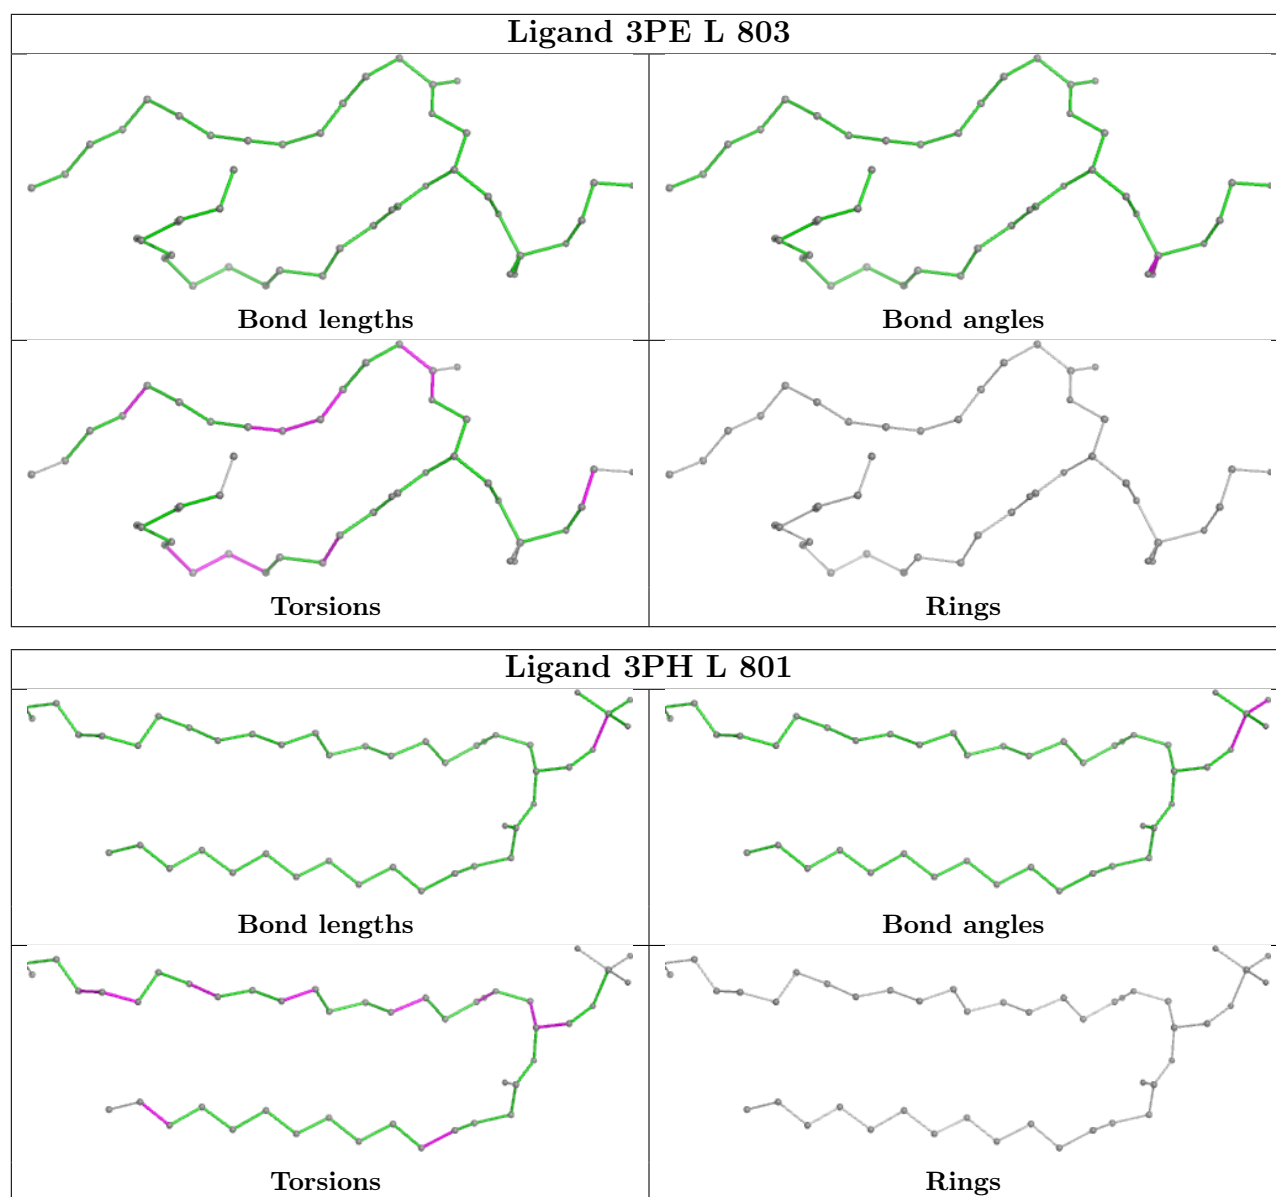 Ligand 3PE L 803
Bond lengths
Bond angles
Torsions
Rings
Ligand 3PH L 801
Bond lengths
Bond angles
Torsions
Rings